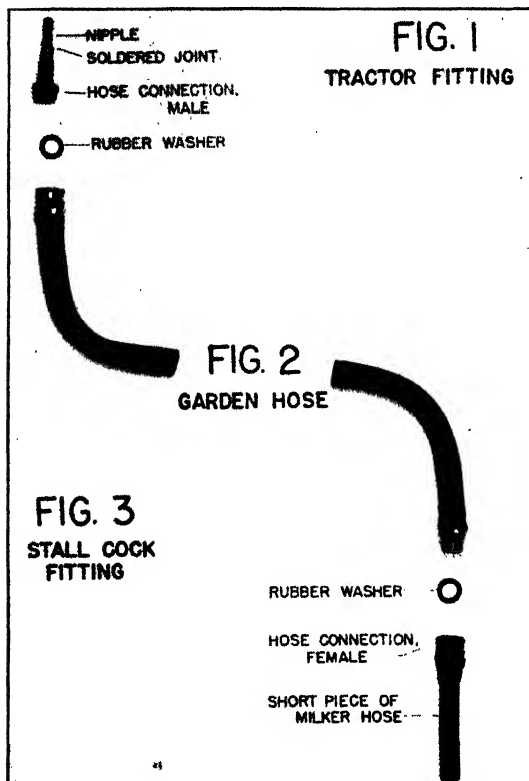 NIPPLE
SOLDERED JOINT
HOSE CONNECTION,
MALE
RUBBER WASHER
FIG. 1
TRACTOR FITTING
FIG. 2
GARDEN HOSE
FIG. 3
STALL COCK
FITTING
RUBBER WASHER
HOSE CONNECTION,
FEMALE
SHORT PIECE OF
MILKER HOSE